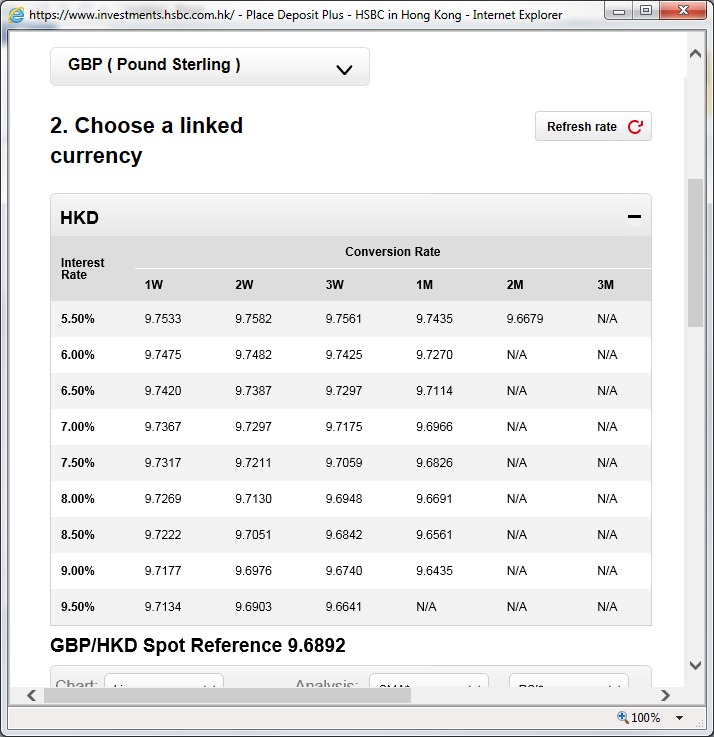 https://www.investments.hsbc.com.hk/ - Place Deposit Plus - HSBC in Hong Kong - Internet Explorer
GBP ( Pound Sterling )
2. Choose a linked
currency
Refresh rate
HKD
Interest
Rate
Conversion Rate
1W 2W 3W 1M 2M 3M
5.50% 9.7533 9.7582 9.7561 9.7435 9.6679 N/A
6.00% 9.7475 9.7482 9.7425 9.7270 N/A N/A
6.50% 9.7420 9.7387 9.7297 9.7114 N/A N/A
7.00% 9.7367 9.7297 9.7175 9.6966 N/A N/A
7.50% 9.7317 9.7211 9.7059 9.6826 N/A N/A
8.00% 9.7269 9.7130 9.6948 9.6691 N/A N/A
8.50% 9.7222 9.7051 9.6842 9.6561 N/A N/A
9.00% 9.7177 9.6976 9.6740 9.6435 N/A N/A
9.50% 9.7134 9.6903 9.6641 N/A N/A N/A
GBP/HKD Spot Reference 9.6892
Chart: Analysis:
100%